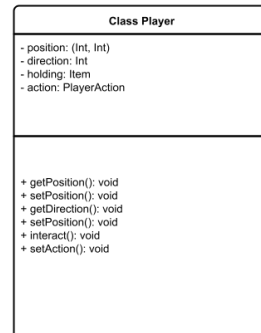 Class Player
- position: (Int, Int)
- direction: Int
- holding: Item
- action: PlayerAction
+ getPosition(): void
+ setPosition(): void
+ getDirection(): void
+ setPosition(): void
+ interact(): void
+ setAction(): void